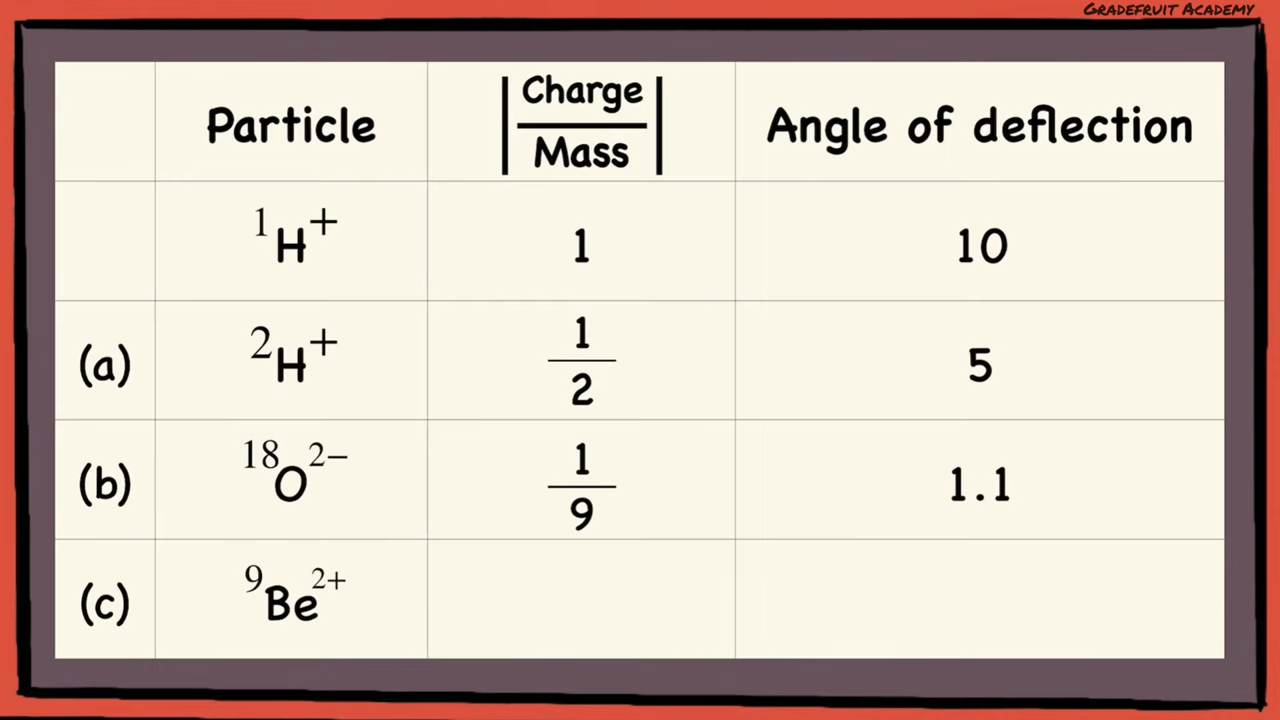 Gradefruit Academy
Particle | Charge / Mass | Angle of deflection
¹H⁺ 1 10
(a) ²H⁺ 1/2 5
(b) ¹⁸O²⁻ 1/9 1.1
(c) ⁹Be²⁺